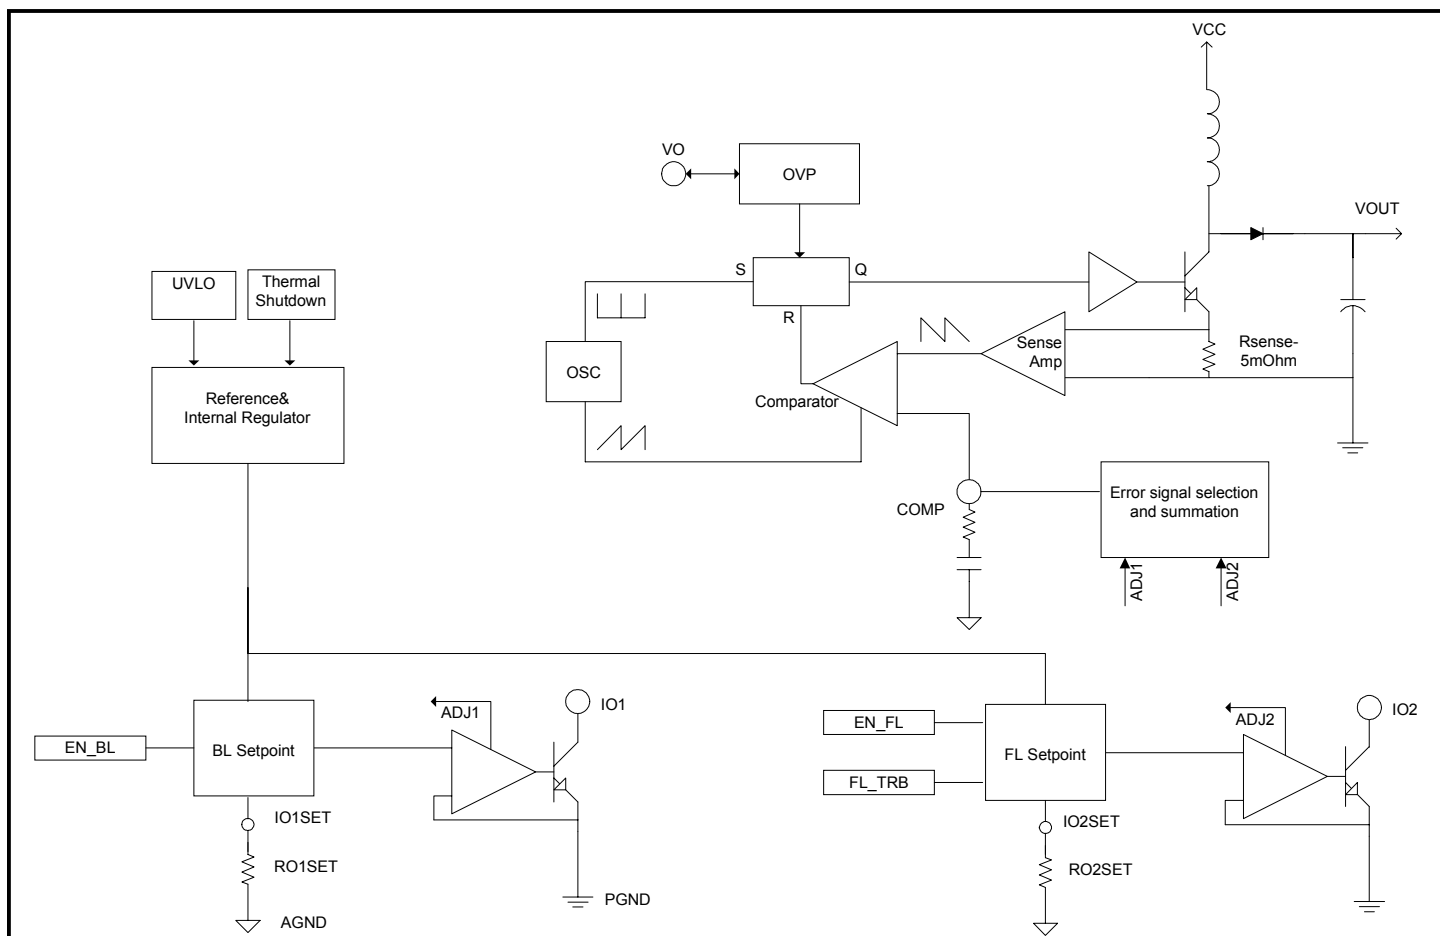 VCC
VO
OVP
VOUT
S
Q
UVLO
Thermal
Shutdown
R
Sense
Amp
Rsense-
5mOhm
OSC
Comparator
Reference&
Internal Regulator
COMP
Error signal selection
and summation
ADJ1
ADJ2
ADJ1
IO1
ADJ2
IO2
EN_BL
BL Setpoint
EN_FL
FL Setpoint
FL_TRB
IO1SET
IO2SET
RO1SET
RO2SET
PGND
AGND